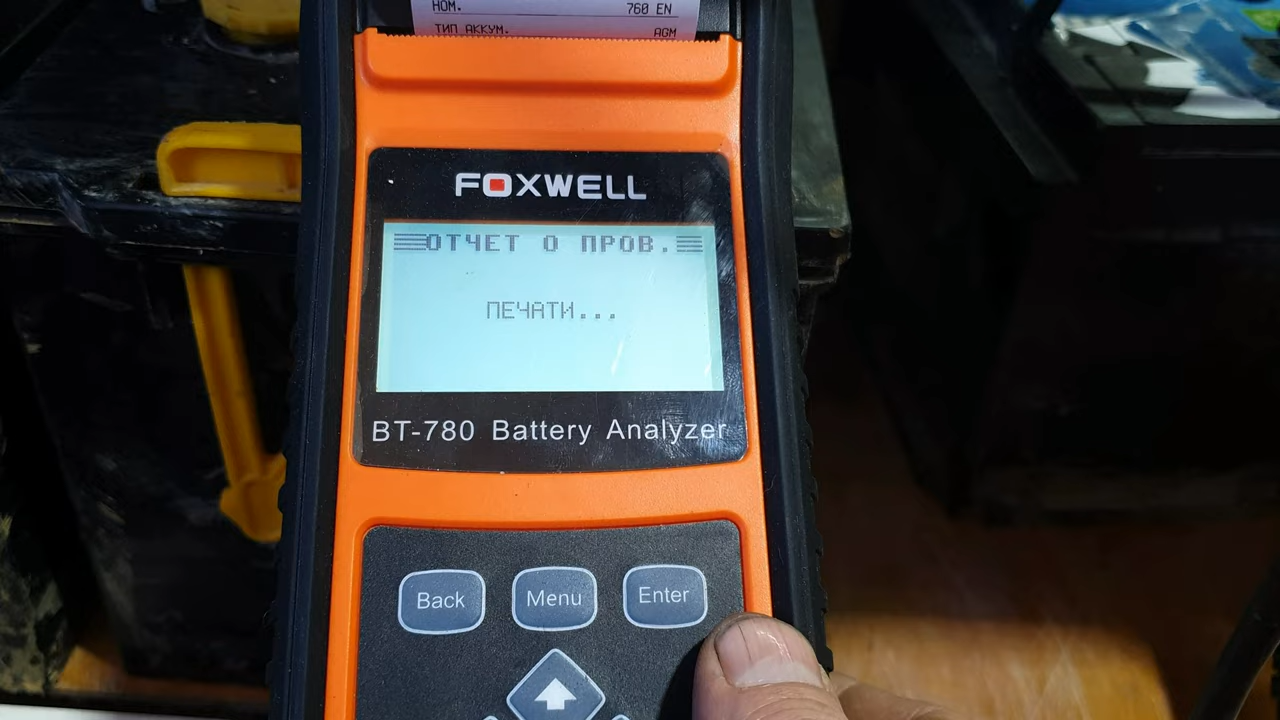 НОМ. 760 EN
ТИП АККУМ. AGM
FOXWELL
ОТЧЕТ О ПРОВ.
ПЕЧАТИ...
BT-780 Battery Analyzer
Back Menu Enter